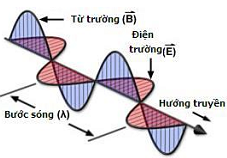 Từ trường (B⃗)
Điện
trường(E⃗)
Hướng truyền
Bước sóng (λ)